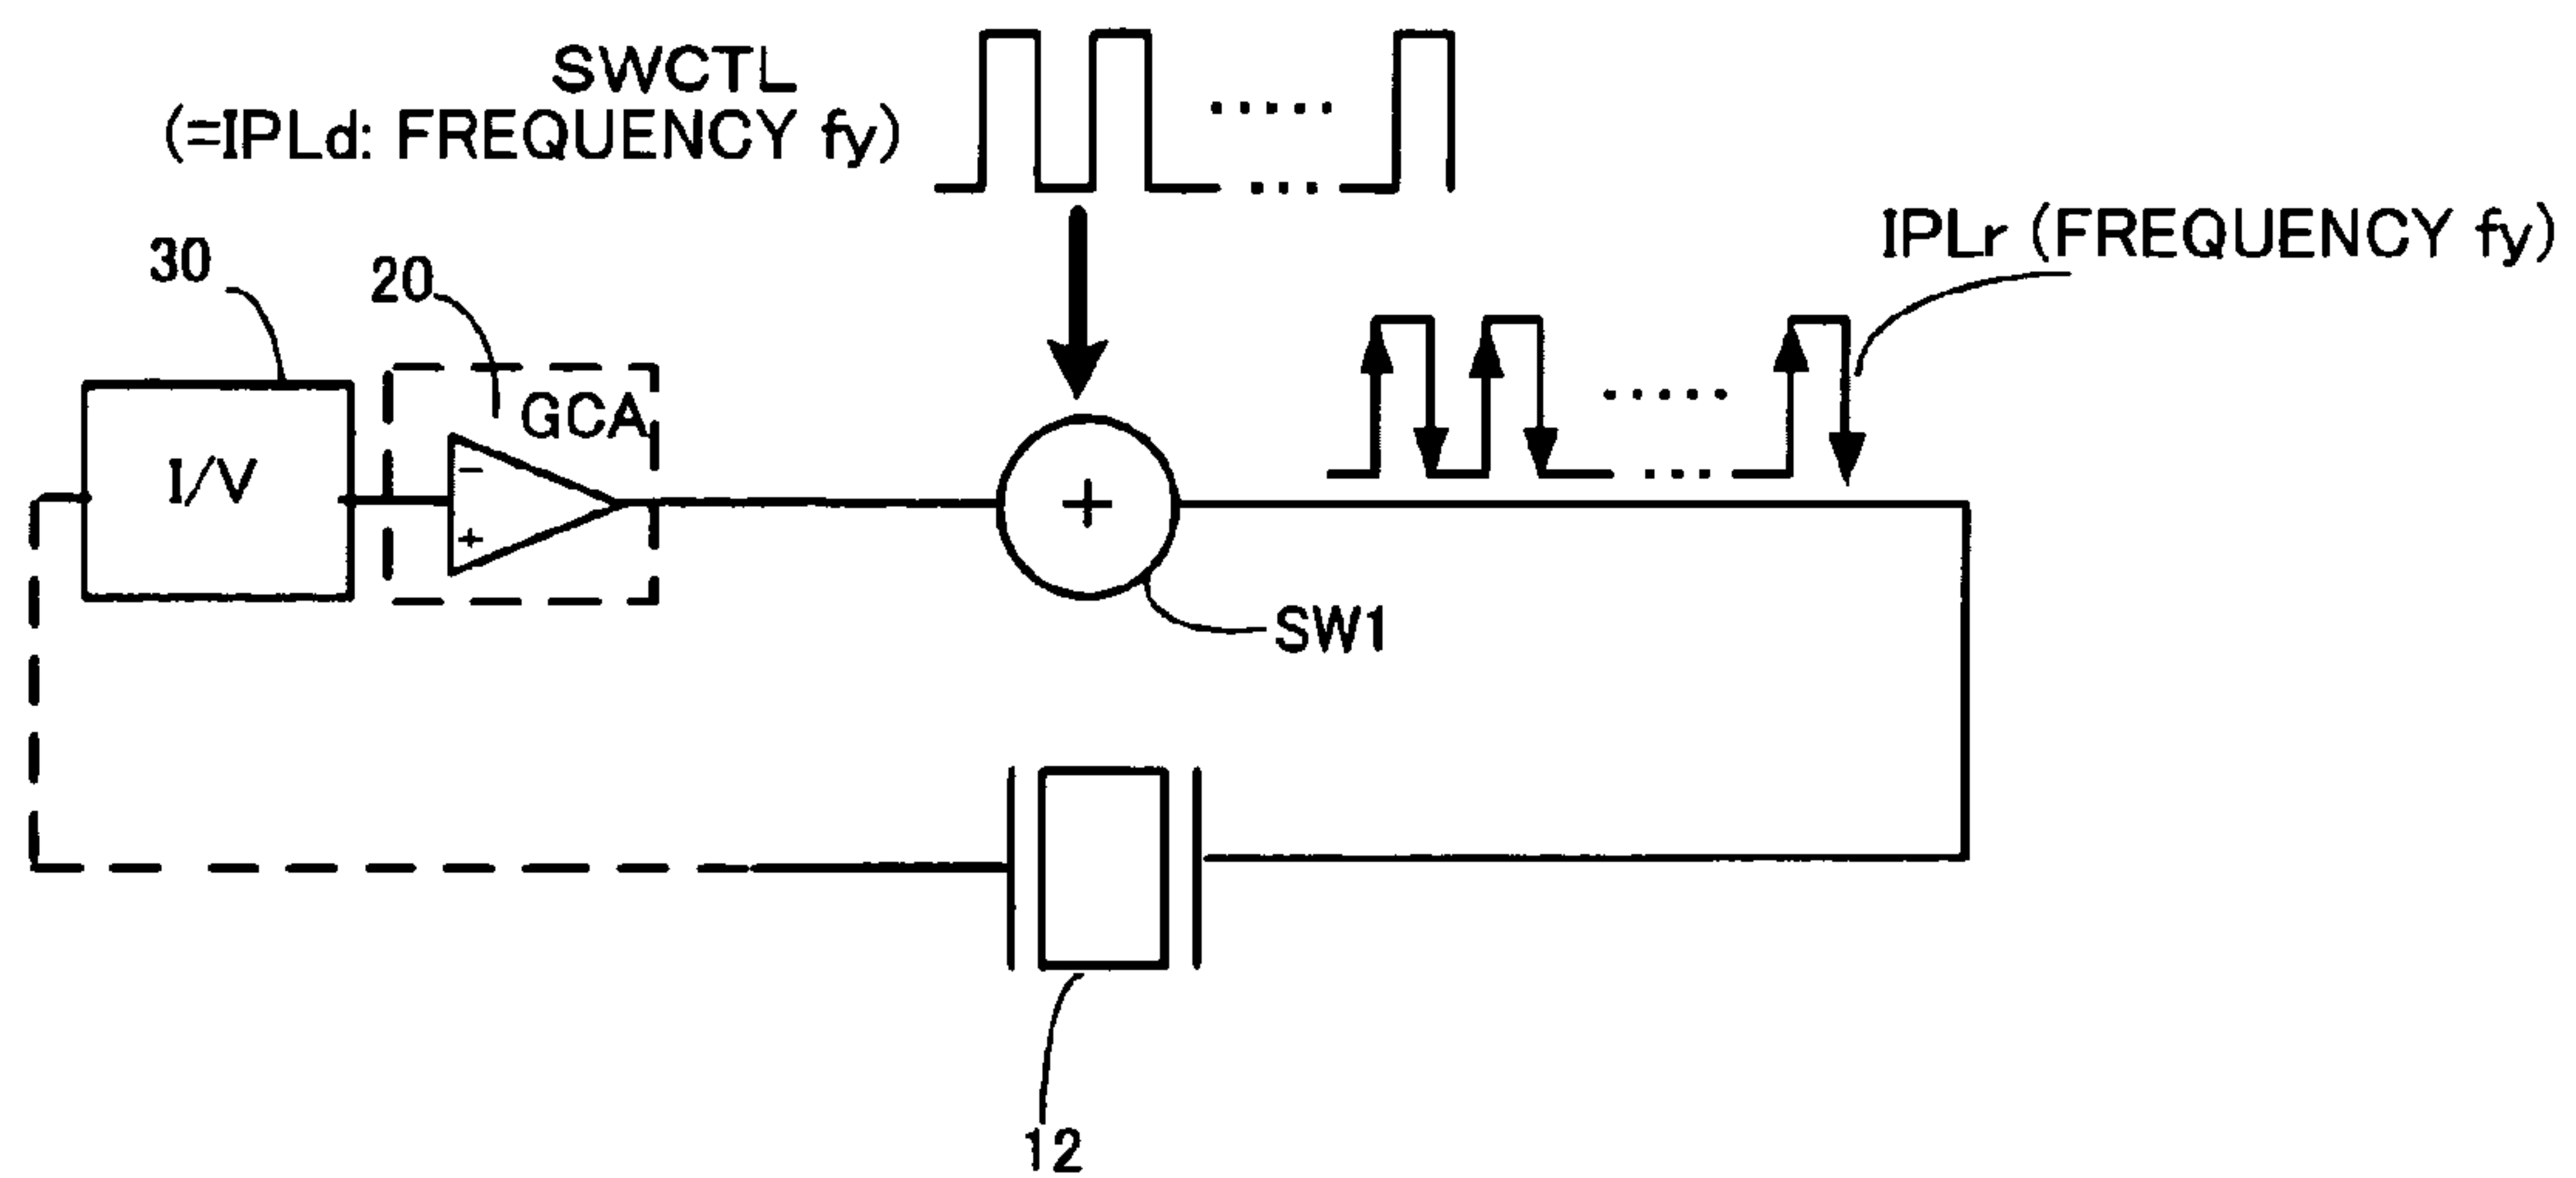 SWCTL
(=IPLd: FREQUENCY fy)
IPLr (FREQUENCY fy)
30
20
GCA
I/V
−
+
+
SW1
12